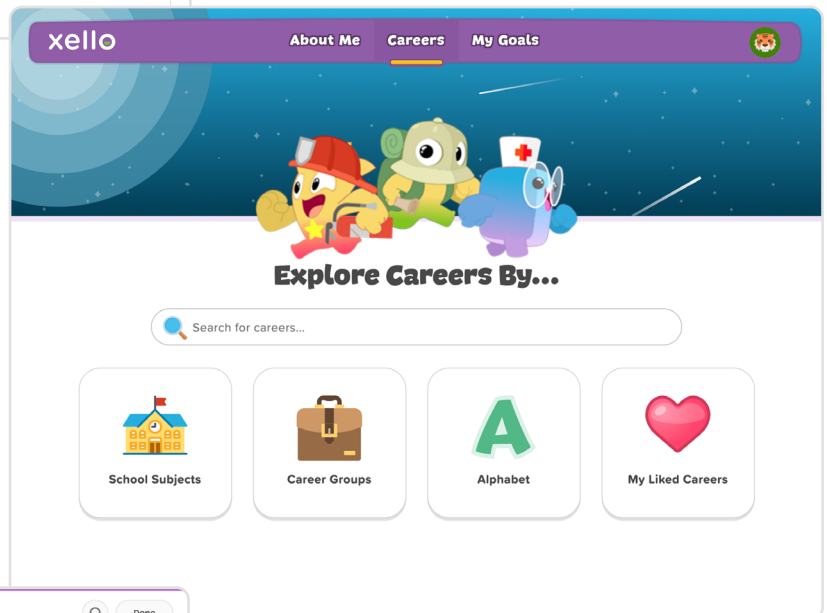 xello
About Me Careers My Goals
Explore Careers By...
Search for careers...
School Subjects Career Groups Alphabet My Liked Careers
Done